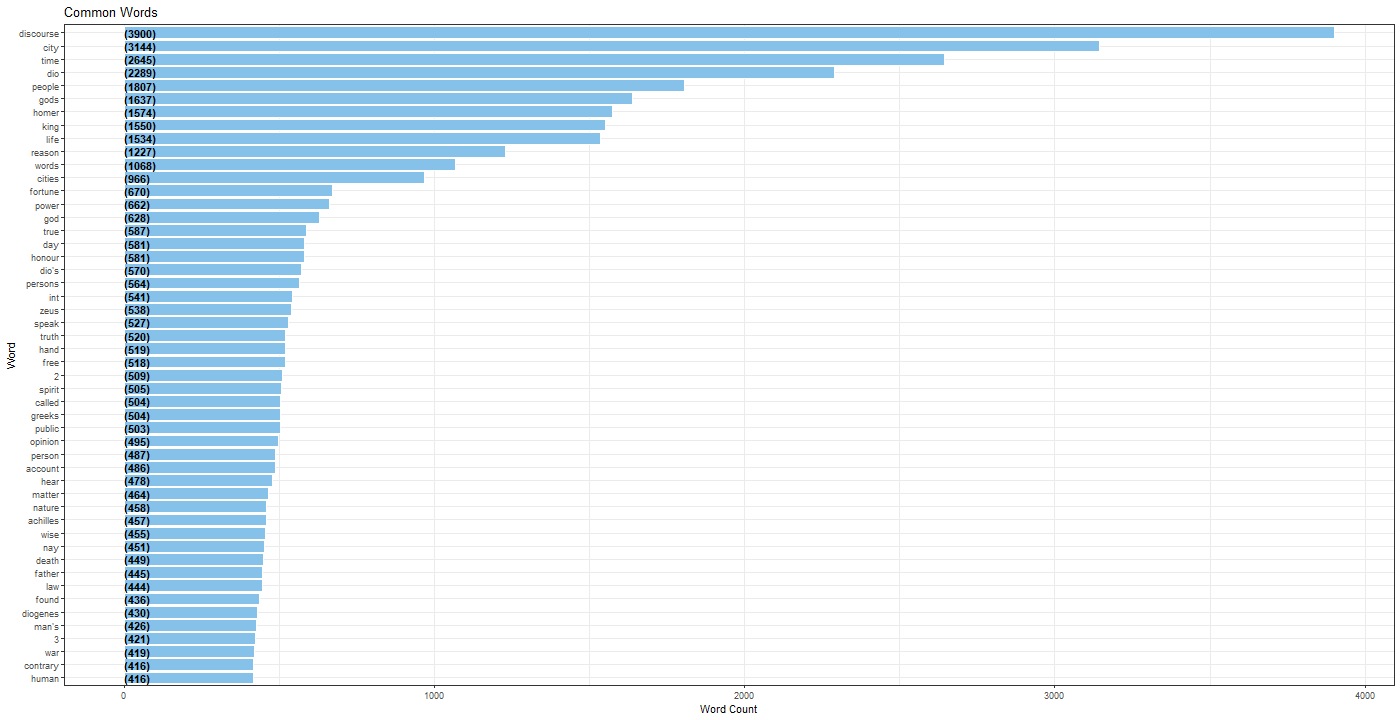 Common Words
discourse (3900)
city (3144)
time (2645)
dio (2289)
people (1807)
gods (1637)
homer (1574)
king (1550)
life (1534)
reason (1227)
words (1068)
cities (966)
fortune (670)
power (662)
god (628)
true (587)
day (581)
honour (581)
dio's (570)
persons (564)
int (541)
zeus (538)
speak (527)
truth (520)
hand (519)
free (518)
2 (509)
spirit (505)
called (504)
greeks (504)
public (503)
opinion (495)
person (487)
account (486)
hear (478)
matter (464)
nature (458)
achilles (457)
wise (455)
nay (451)
death (449)
father (445)
law (444)
found (436)
diogenes (430)
man's (426)
3 (421)
war (419)
contrary (416)
human (416)
Word
0 1000 2000 3000 4000
Word Count